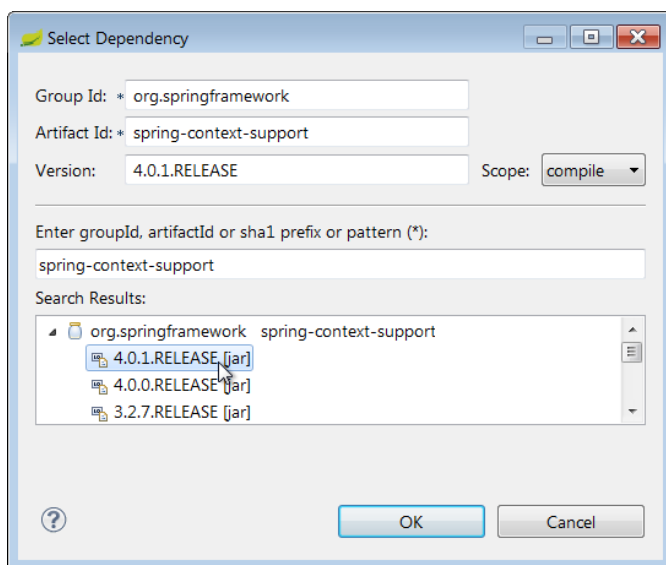 Select Dependency
Group Id: * org.springframework
Artifact Id: * spring-context-support
Version: 4.0.1.RELEASE Scope: compile
Enter groupId, artifactId or sha1 prefix or pattern (*):
spring-context-support
Search Results:
org.springframework spring-context-support
4.0.1.RELEASE [jar]
4.0.0.RELEASE [jar]
3.2.7.RELEASE [jar]
? OK Cancel